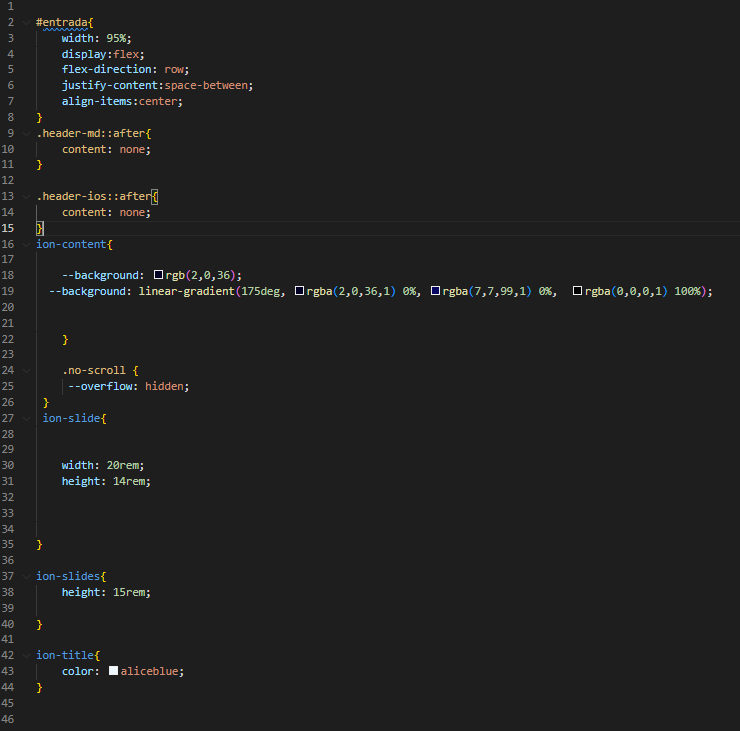 1
2 #entrada{
3 width: 95%;
4 display:flex;
5 flex-direction: row;
6 justify-content:space-between;
7 align-items:center;
8 }
9 .header-md::after{
10 content: none;
11 }
12
13 .header-ios::after{
14 content: none;
15 }
16 ion-content{
17
18 --background: rgb(2,0,36);
19 --background: linear-gradient(175deg, rgba(2,0,36,1) 0%, rgba(7,7,99,1) 0%, rgba(0,0,0,1) 100%);
20
21
22 }
23
24 .no-scroll {
25 --overflow: hidden;
26 }
27 ion-slide{
28
29
30 width: 20rem;
31 height: 14rem;
32
33
34
35 }
36
37 ion-slides{
38 height: 15rem;
39
40 }
41
42 ion-title{
43 color: aliceblue;
44 }
45
46